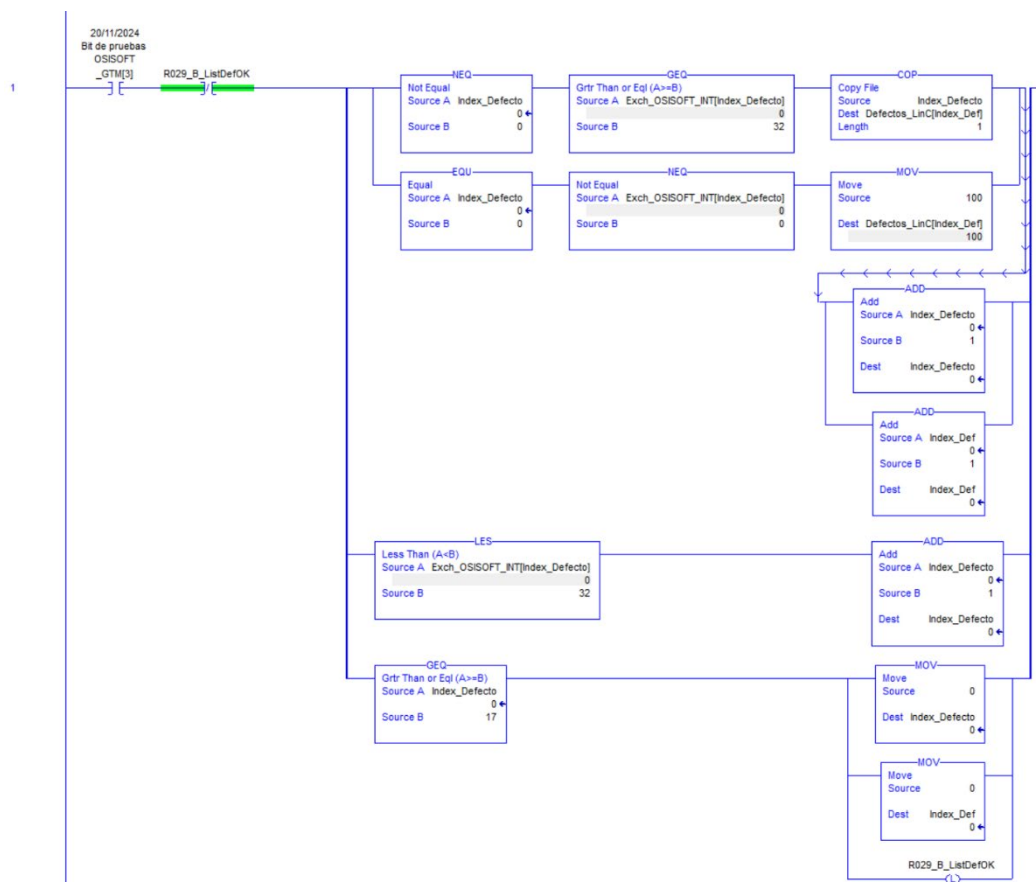 20/11/2024
Bit de pruebas
OSISOFT
_GTM[3]
R029_B_ListDefOK
1
NEQ
Not Equal
Source A Index_Defecto
0
Source B 0
GEQ
Grtr Than or Eql (A>=B)
Source A Exch_OSISOFT_INT[Index_Defecto]
0
Source B 32
COP
Copy File
Source Index_Defecto
Dest Defectos_LinC[Index_Def]
Length 1
EQU
Equal
Source A Index_Defecto
0
Source B 0
NEQ
Not Equal
Source A Exch_OSISOFT_INT[Index_Defecto]
0
Source B 0
MOV
Move
Source 100
Dest Defectos_LinC[Index_Def]
100
ADD
Add
Source A Index_Defecto
0
Source B 1
Dest Index_Defecto
0
ADD
Add
Source A Index_Def
0
Source B 1
Dest Index_Def
0
LES
Less Than (A<B)
Source A Exch_OSISOFT_INT[Index_Defecto]
0
Source B 32
ADD
Add
Source A Index_Defecto
0
Source B 1
Dest Index_Defecto
0
GEQ
Grtr Than or Eql (A>=B)
Source A Index_Defecto
0
Source B 17
MOV
Move
Source 0
Dest Index_Defecto
0
MOV
Move
Source 0
Dest Index_Def
0
R029_B_ListDefOK
L